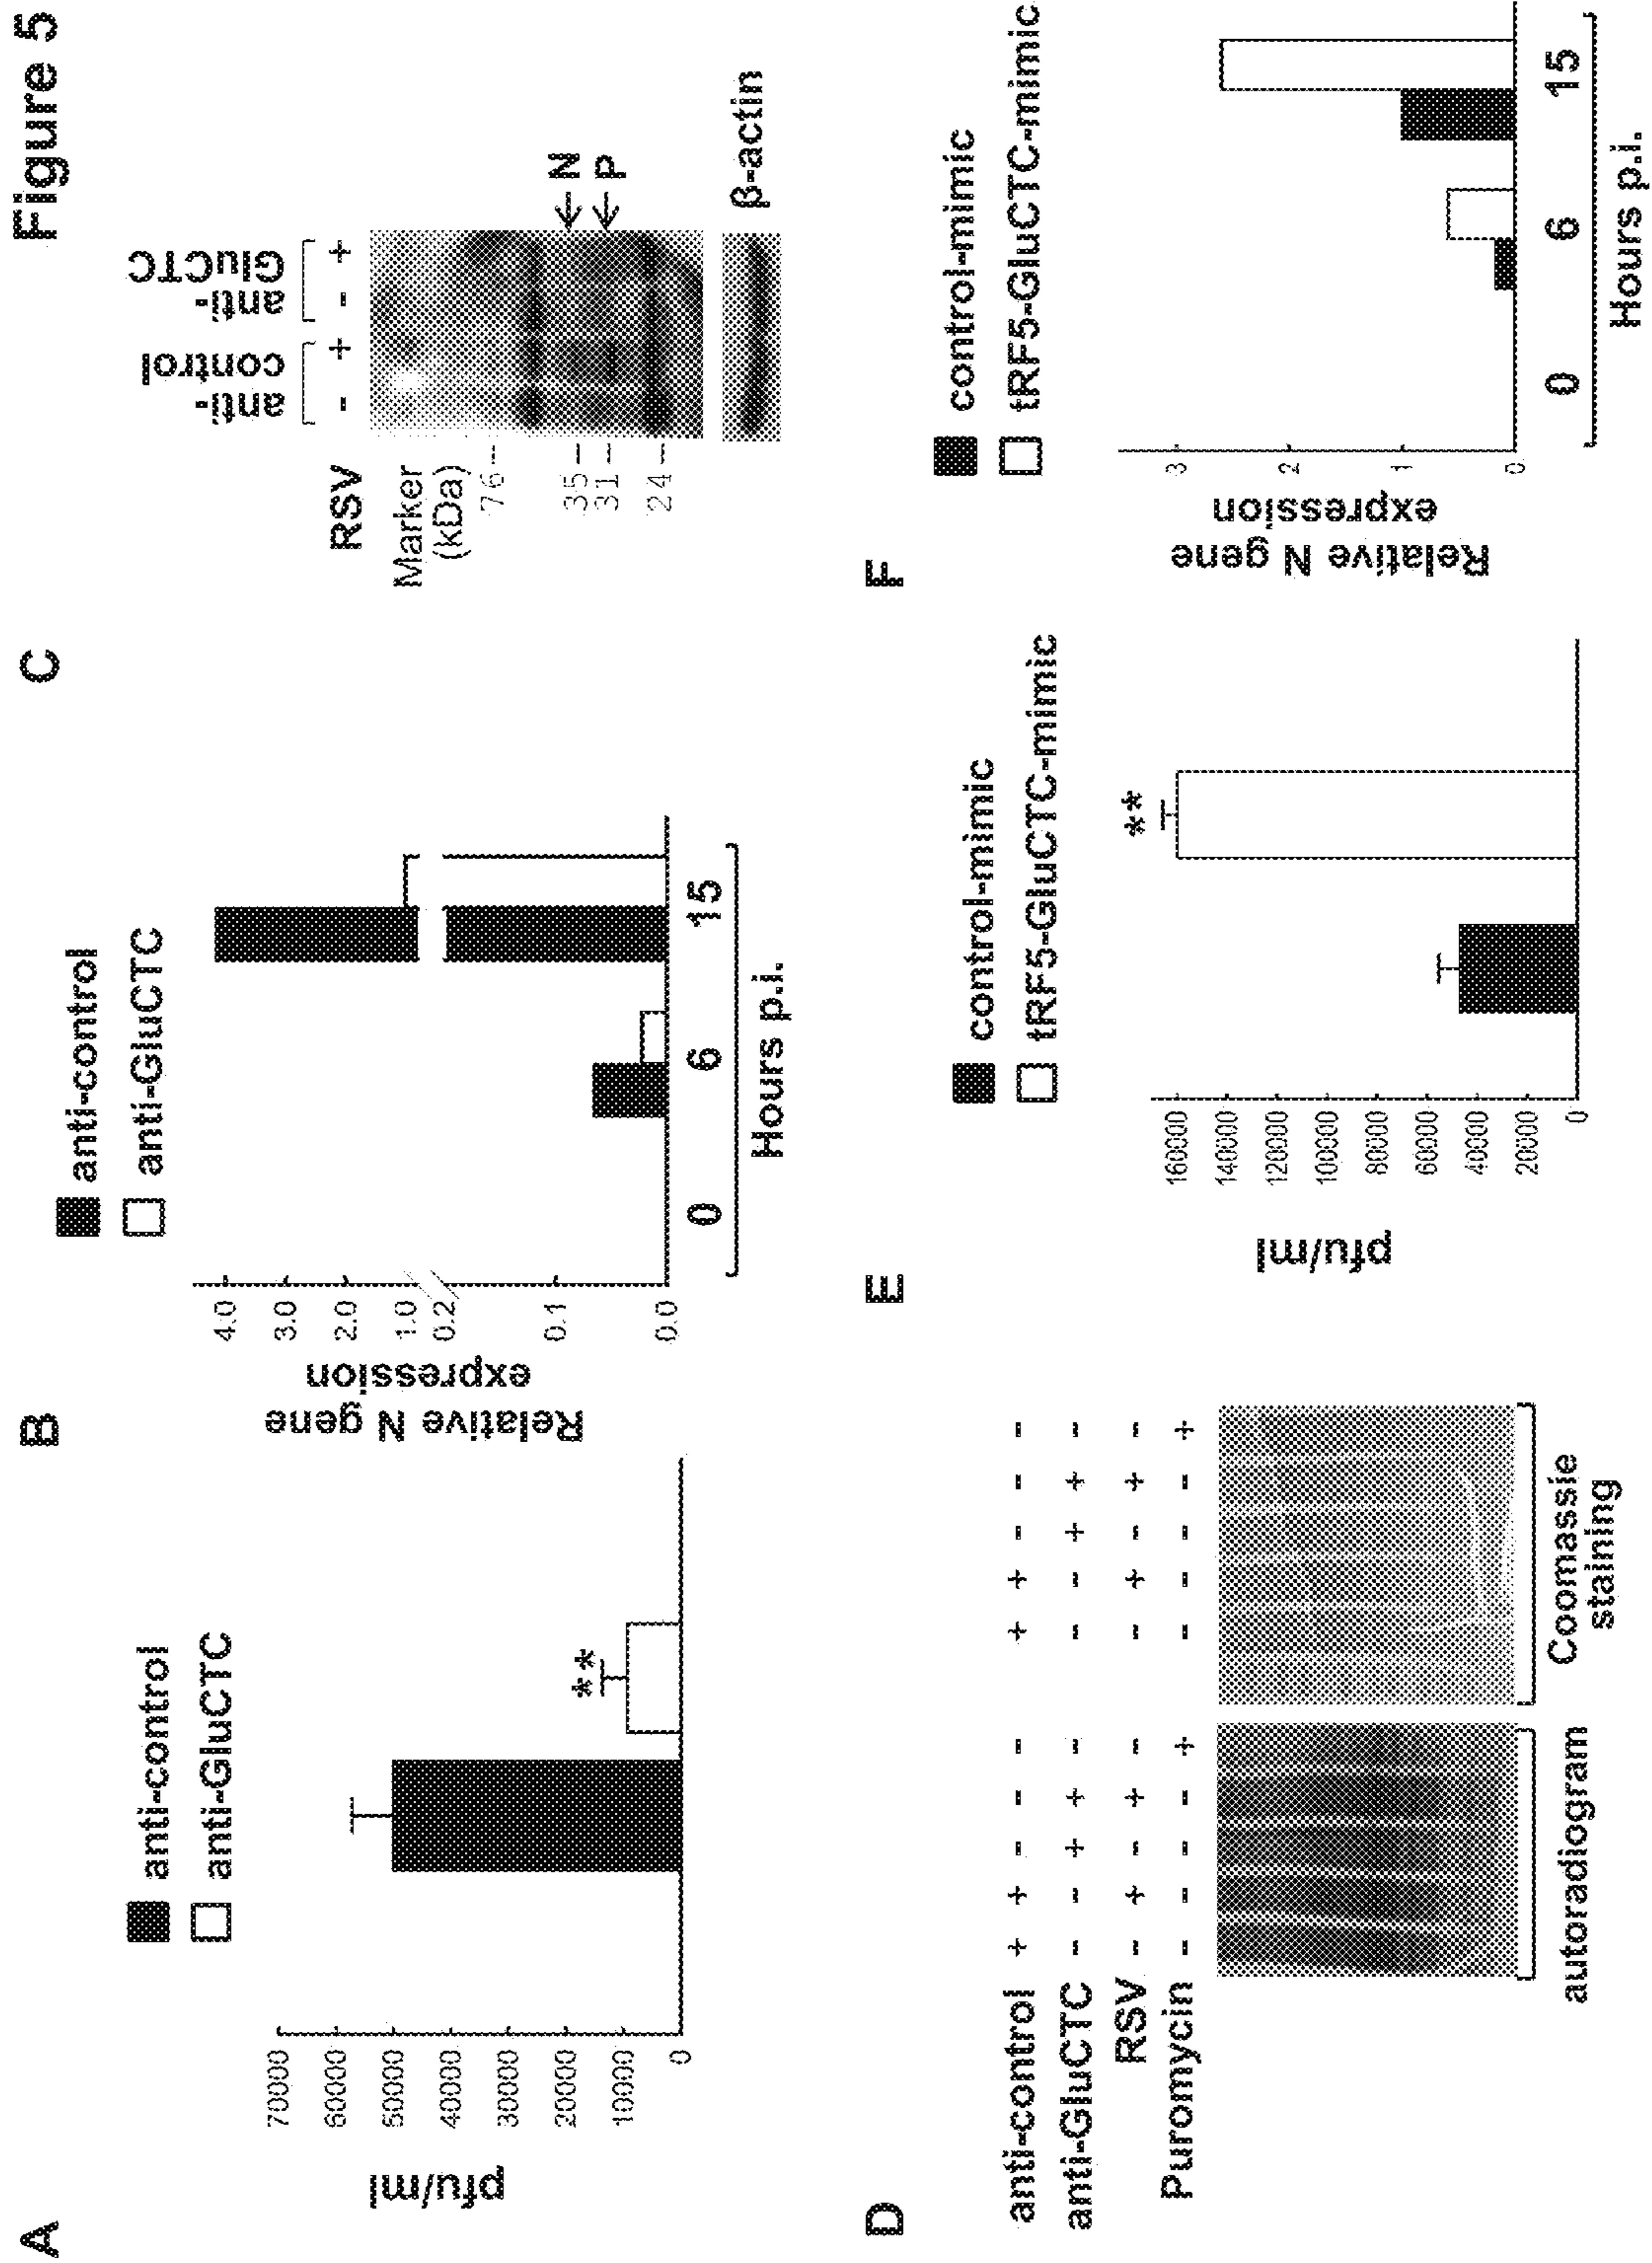 Figure 5
A
anti-control
anti-GluCTC
pfu/ml
70000
60000
50000
40000
30000
20000
10000
0
**
B
anti-control
anti-GluCTC
Relative N gene
expression
4.0
3.0
2.0
1.0
0.2
0.1
0.0
0 6 15
Hours p.i.
C
anti-
control
anti-
GluCTC
RSV - + - +
Marker
(kDa)
76
35
31
24
N
P
β-actin
D
anti-control + + - - - + + - - -
anti-GluCTC - - + + - - - + + -
RSV - + - + - - + - + -
Puromycin - - - - + - - - - +
autoradiogram
Coomassie
staining
E
control-mimic
tRF5-GluCTC-mimic
pfu/ml
160000
140000
120000
100000
80000
60000
40000
20000
0
**
F
control-mimic
tRF5-GluCTC-mimic
Relative N gene
expression
3
2
1
0
0 6 15
Hours p.i.